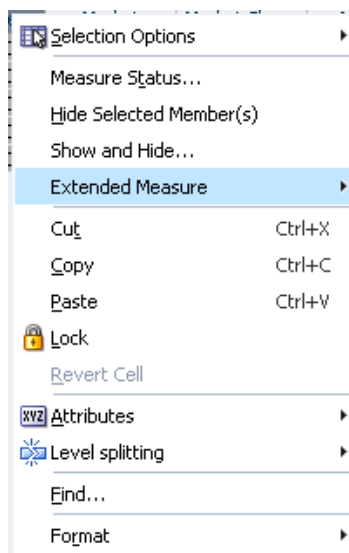 Selection Options
Measure Status...
Hide Selected Member(s)
Show and Hide...
Extended Measure
Cut Ctrl+X
Copy Ctrl+C
Paste Ctrl+V
Lock
Revert Cell
XYZ Attributes
Level splitting
Find...
Format